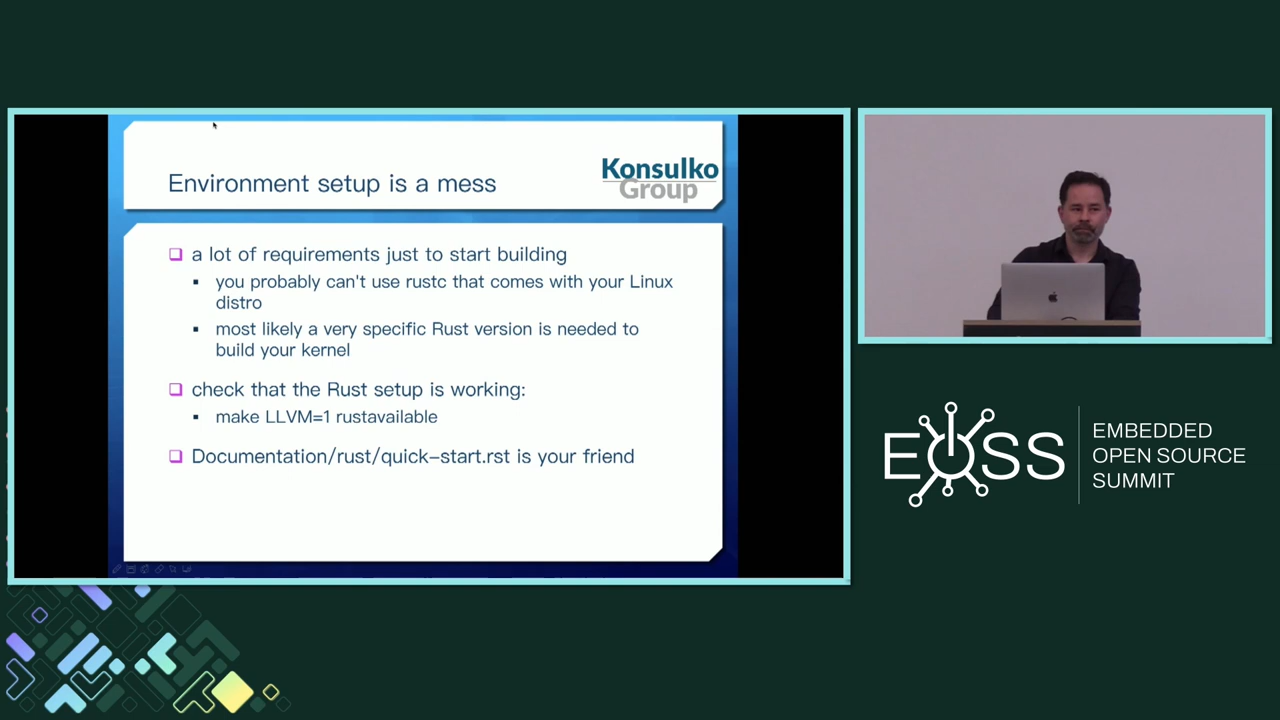 Environment setup is a mess
Konsulko
Group
a lot of requirements just to start building
you probably can't use rustc that comes with your Linux
distro
most likely a very specific Rust version is needed to
build your kernel
check that the Rust setup is working:
make LLVM=1 rustavailable
Documentation/rust/quick-start.rst is your friend
EOSS
EMBEDDED
OPEN SOURCE
SUMMIT